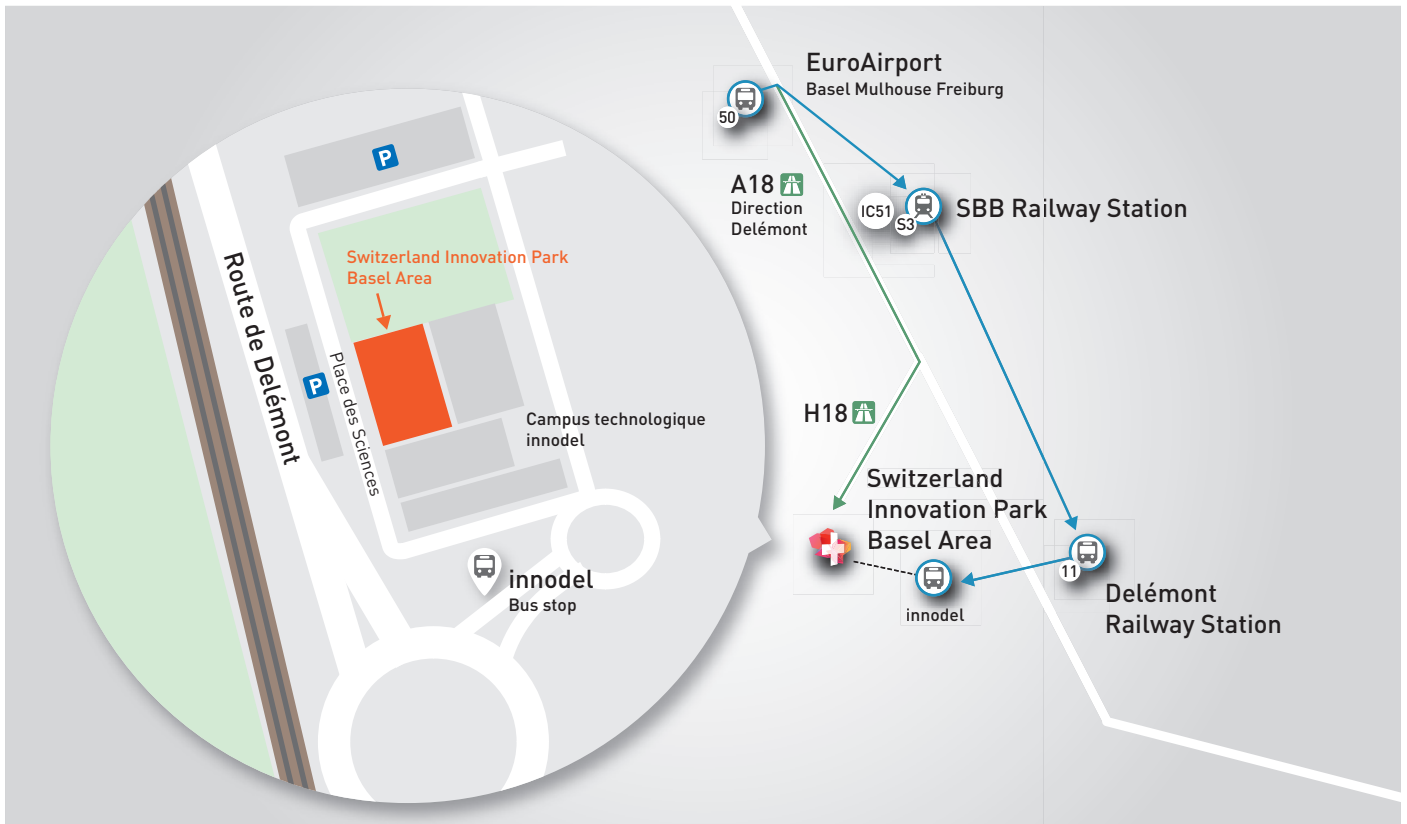 EuroAirport
Basel Mulhouse Freiburg
50
A18
Direction
Delémont
IC51
S3
SBB Railway Station
H18
Switzerland
Innovation Park
Basel Area
innodel
11
Delémont
Railway Station
P
Switzerland Innovation Park
Basel Area
Route de Delémont
P
Place des Sciences
Campus technologique
innodel
innodel
Bus stop